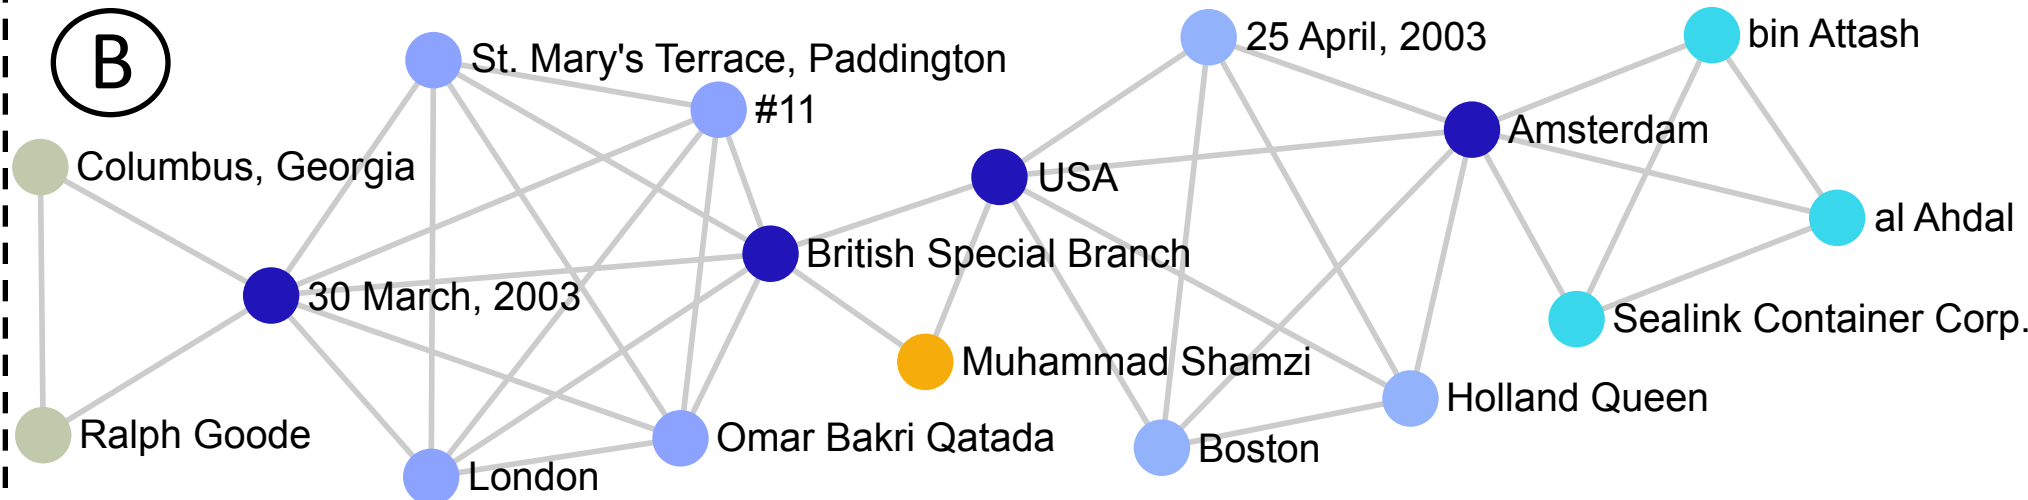 B
St. Mary's Terrace, Paddington
25 April, 2003
bin Attash
#11
Amsterdam
Columbus, Georgia
USA
al Ahdal
British Special Branch
30 March, 2003
Sealink Container Corp.
Muhammad Shamzi
Holland Queen
Ralph Goode
Omar Bakri Qatada
Boston
London